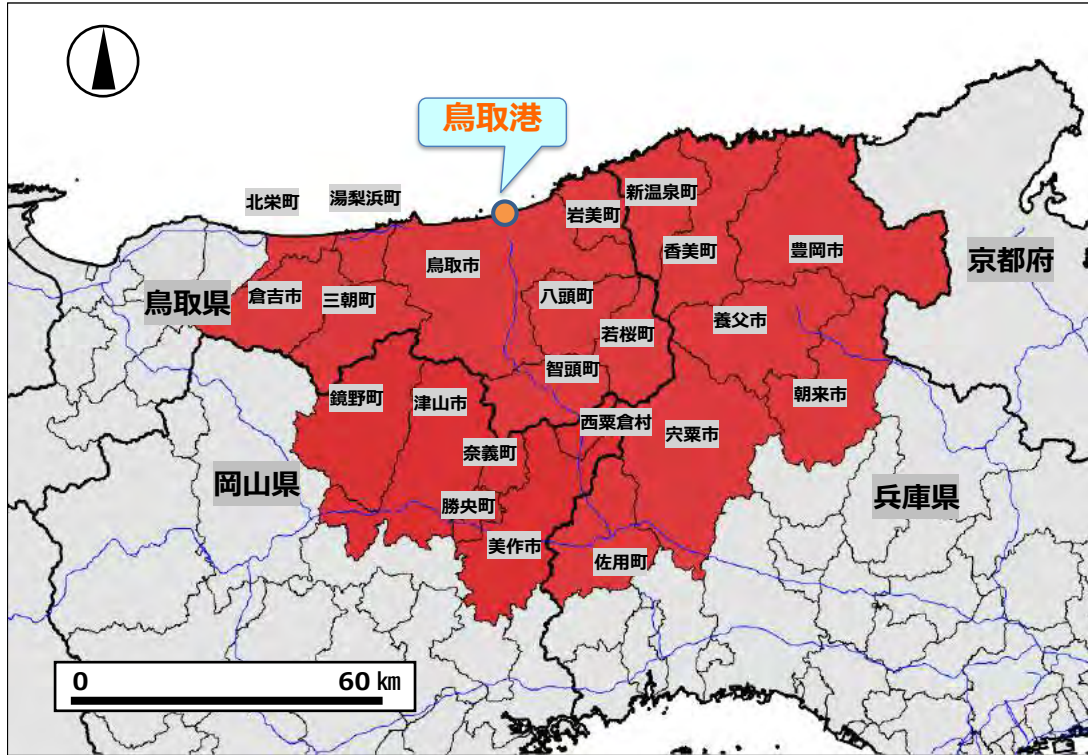 鳥取港
北栄町
湯梨浜町
新温泉町
岩美町
鳥取市
香美町
豊岡市
京都府
鳥取県
倉吉市
三朝町
八頭町
若桜町
養父市
智頭町
鏡野町
津山市
朝来市
西粟倉村
宍粟市
奈義町
岡山県
勝央町
兵庫県
美作市
佐用町
0 60 ㎞